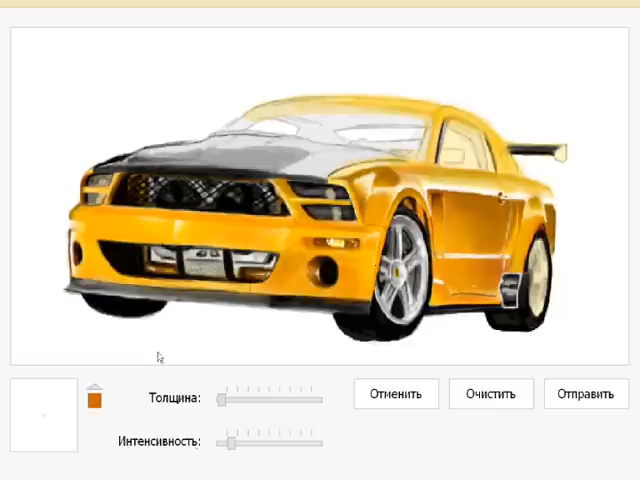 Толщина:
Отменить
Очистить
Отправить
Интенсивность: